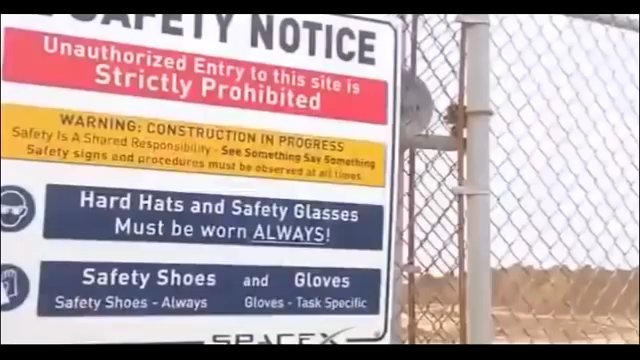 SAFETY NOTICE
Unauthorized Entry to this site is
Strictly Prohibited
WARNING: CONSTRUCTION IN PROGRESS
Safety Is A Shared Responsibility - See Something Say Something
Safety signs and procedures must be observed at all times
Hard Hats and Safety Glasses
Must be worn ALWAYS!
Safety Shoes and Gloves
Safety Shoes - Always Gloves - Task Specific
SPACEX